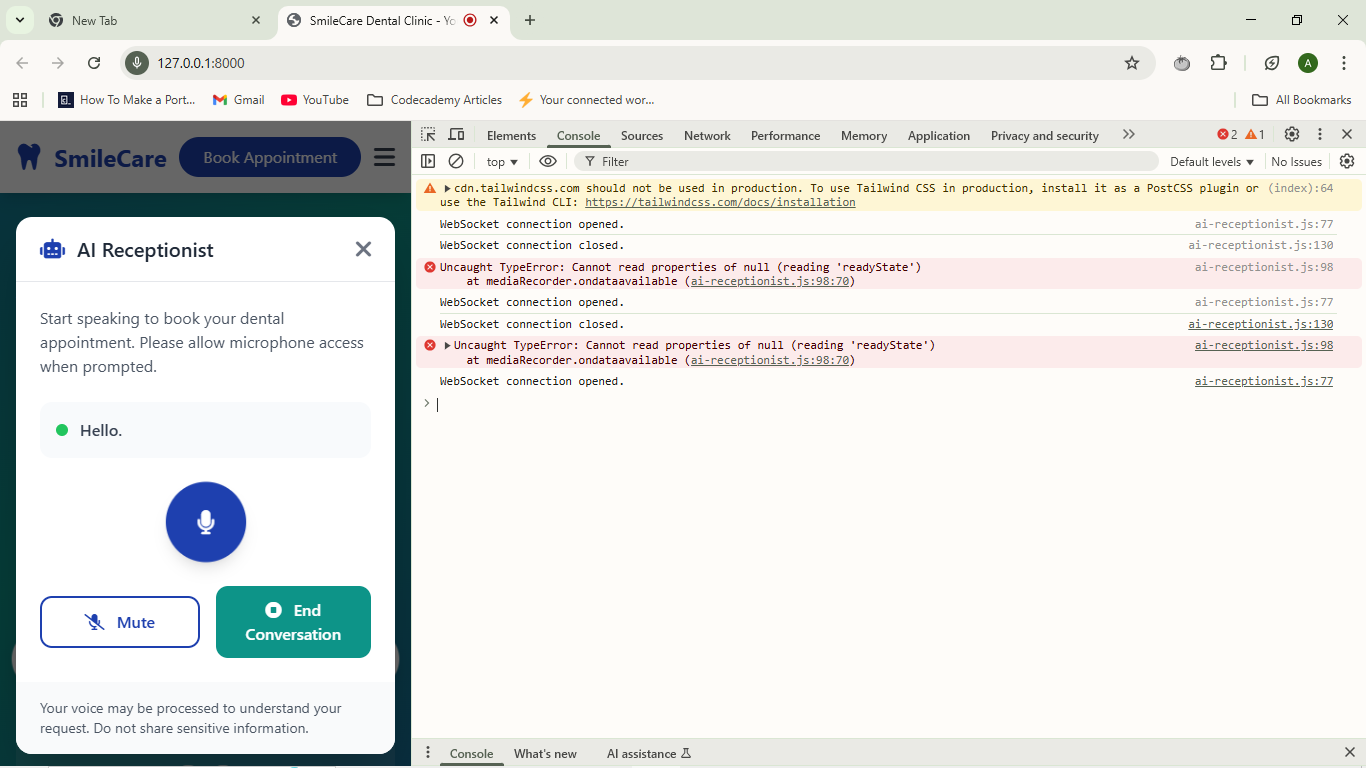 New Tab
SmileCare Dental Clinic - Yo
127.0.0.1:8000
A
How To Make a Port...
Gmail
YouTube
Codecademy Articles
Your connected wor...
All Bookmarks
SmileCare
Book Appointment
AI Receptionist
Start speaking to book your dental
appointment. Please allow microphone access
when prompted.
Hello.
Mute
End
Conversation
Your voice may be processed to understand your
request. Do not share sensitive information.
Elements Console Sources Network Performance Memory Application Privacy and security 2 1
top Filter Default levels No Issues
cdn.tailwindcss.com should not be used in production. To use Tailwind CSS in production, install it as a PostCSS plugin or (index):64
use the Tailwind CLI: https://tailwindcss.com/docs/installation
WebSocket connection opened. ai-receptionist.js:77
WebSocket connection closed. ai-receptionist.js:130
Uncaught TypeError: Cannot read properties of null (reading 'readyState') ai-receptionist.js:98
at mediaRecorder.ondataavailable (ai-receptionist.js:98:70)
WebSocket connection opened. ai-receptionist.js:77
WebSocket connection closed. ai-receptionist.js:130
Uncaught TypeError: Cannot read properties of null (reading 'readyState') ai-receptionist.js:98
at mediaRecorder.ondataavailable (ai-receptionist.js:98:70)
WebSocket connection opened. ai-receptionist.js:77
Console What's new AI assistance